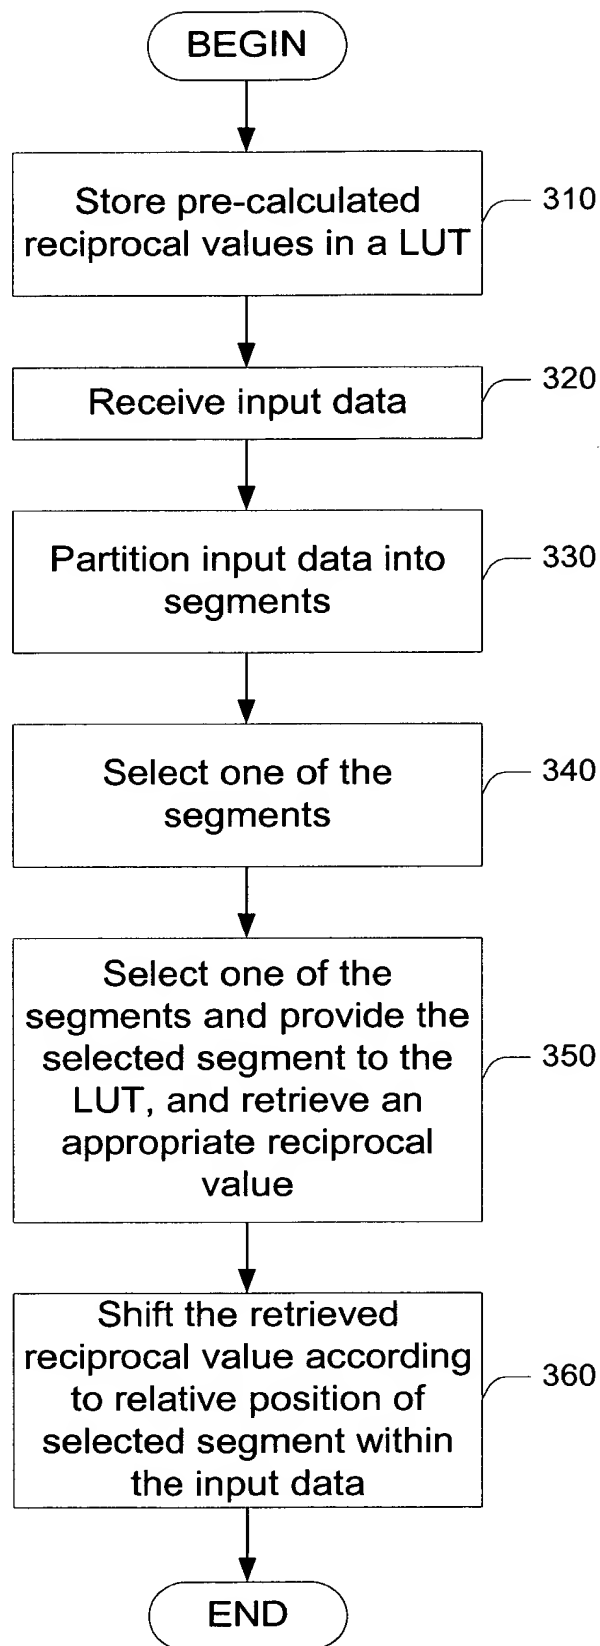 BEGIN
Store pre-calculated
reciprocal values in a LUT
310
Receive input data
320
Partition input data into
segments
330
Select one of the
segments
340
Select one of the
segments and provide the
selected segment to the
LUT, and retrieve an
appropriate reciprocal
value
350
Shift the retrieved
reciprocal value according
to relative position of
selected segment within
the input data
360
END